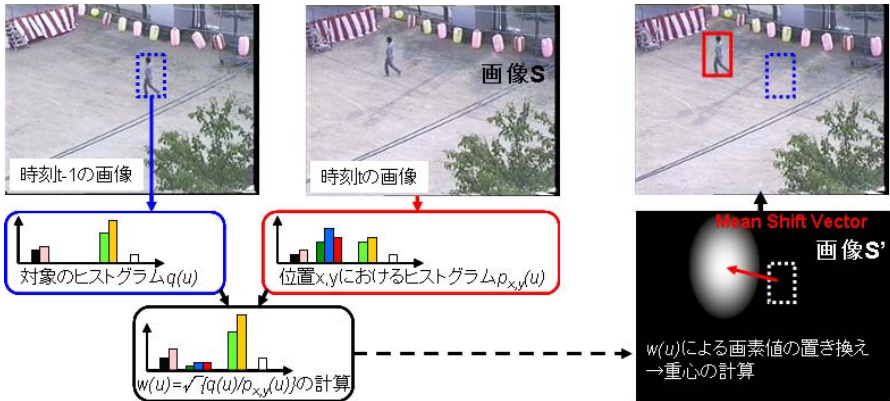 画像S
時刻t-1の画像
時刻tの画像
対象のヒストグラムq(u)
位置x,yにおけるヒストグラムpx,y(u)
w(u)=√{q(u)/px,y(u)}の計算
Mean Shift Vector
画像S'
w(u)による画素値の置き換え
→重心の計算